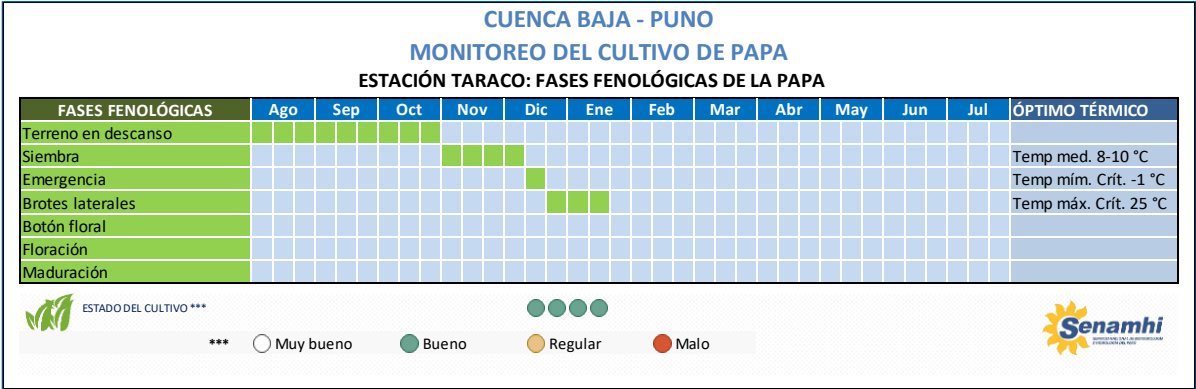 CUENCA BAJA - PUNO
MONITOREO DEL CULTIVO DE PAPA
ESTACIÓN TARACO: FASES FENOLÓGICAS DE LA PAPA
FASES FENOLÓGICAS Ago Sep Oct Nov Dic Ene Feb Mar Abr May Jun Jul ÓPTIMO TÉRMICO
Terreno en descanso
Siembra Temp med. 8-10 °C
Emergencia Temp mím. Crít. -1 °C
Brotes laterales Temp máx. Crít. 25 °C
Botón floral
Floración
Maduración
ESTADO DEL CULTIVO ***
*** Muy bueno Bueno Regular Malo
Senamhi